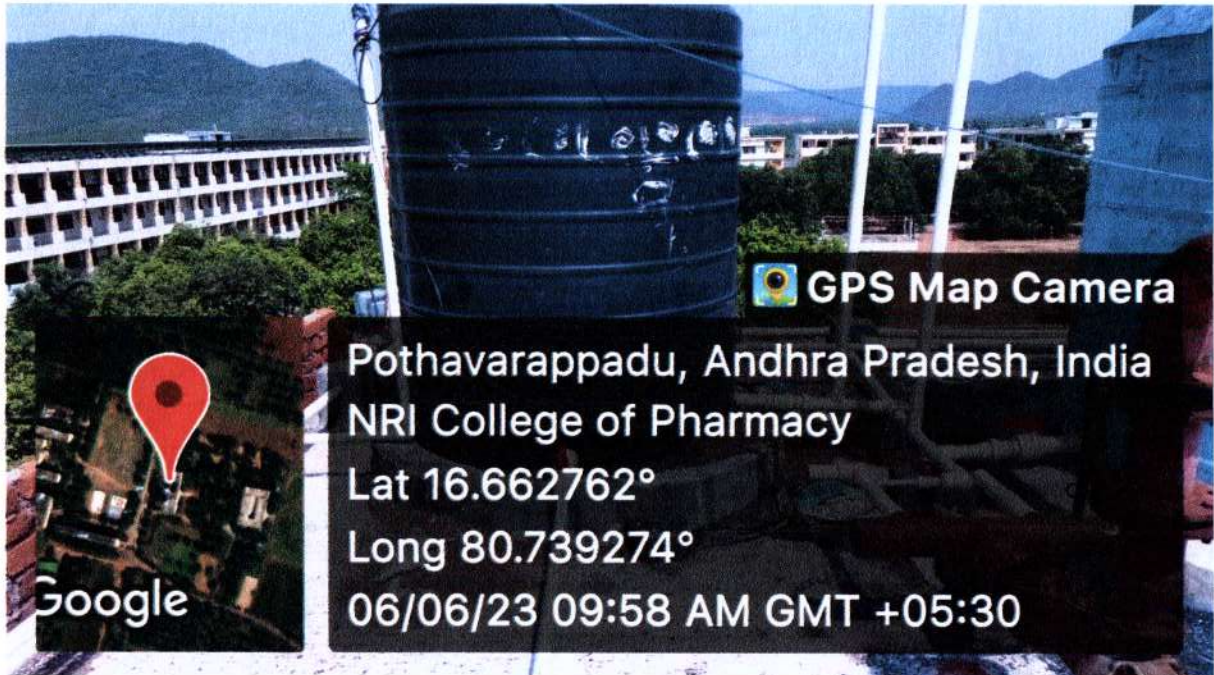 GPS Map Camera
Pothavarappadu, Andhra Pradesh, India
NRI College of Pharmacy
Lat 16.662762°
Long 80.739274°
06/06/23 09:58 AM GMT +05:30
Google